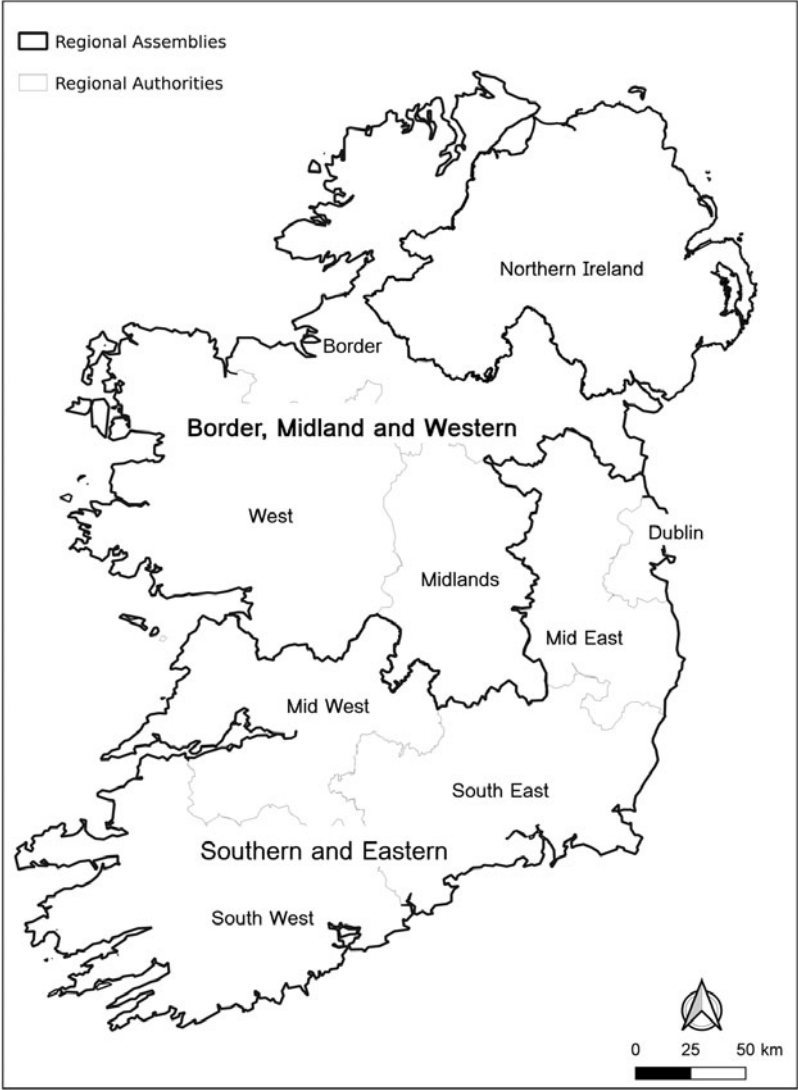 Regional Assemblies
Regional Authorities
Northern Ireland
Border
Border, Midland and Western
West
Dublin
Midlands
Mid East
Mid West
South East
Southern and Eastern
South West
0 25 50 km